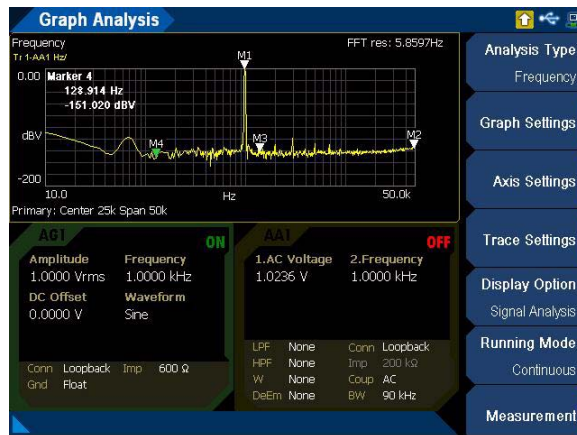 Graph Analysis
Frequency
FFT res: 5.8597Hz
Tr 1-AA1 Hz/
M1
0.00
Marker 4
128.914 Hz
-151.020 dBV
dBV
M4
M3
M2
-200
10.0
Hz
50.0k
Primary: Center 25k Span 50k
AG1
ON
Amplitude Frequency
1.0000 Vrms 1.0000 kHz
DC Offset Waveform
0.0000 V Sine
Conn Loopback Imp 600 Ω
Gnd Float
AA1
OFF
1.AC Voltage 2.Frequency
1.0236 V 1.0000 kHz
LPF None Conn Loopback
HPF None Imp 200 kΩ
W None Coup AC
DeEm None BW 90 kHz
Analysis Type
Frequency
Graph Settings
Axis Settings
Trace Settings
Display Option
Signal Analysis
Running Mode
Continuous
Measurement